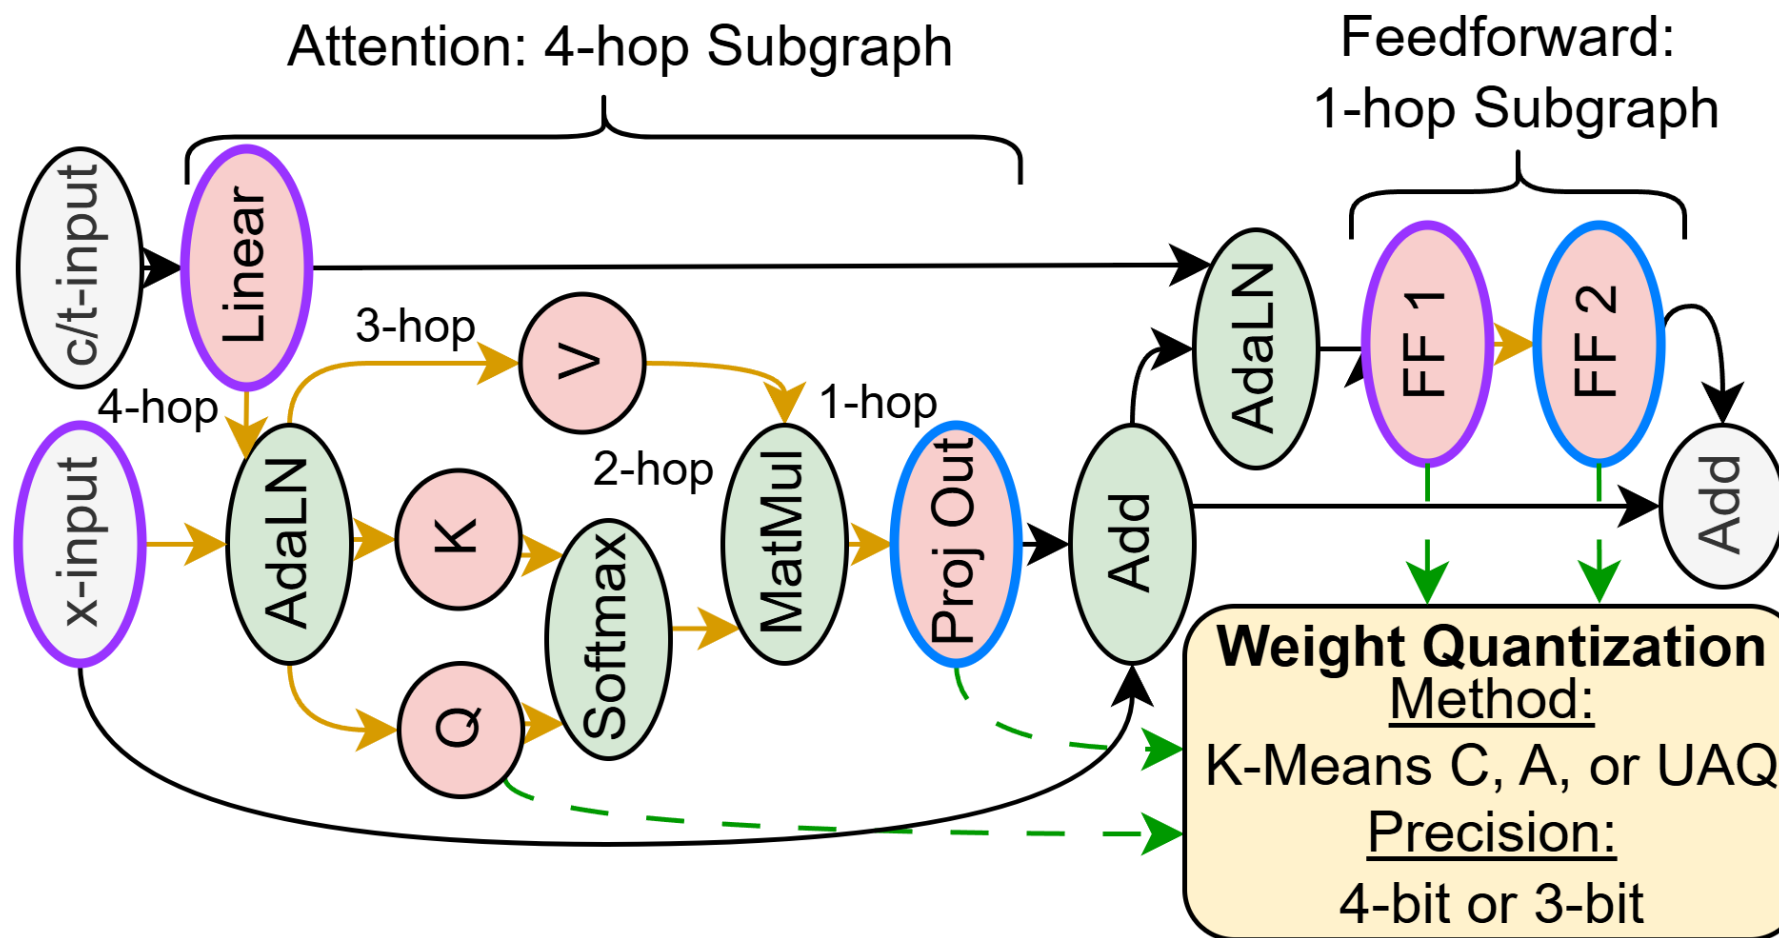 Attention: 4-hop Subgraph
Feedforward:
1-hop Subgraph
c/t-input
Linear
3-hop
V
4-hop
1-hop
2-hop
x-input
AdaLN
K
Q
Softmax
MatMul
Proj Out
Add
AdaLN
FF 1
FF 2
Add
Weight Quantization
Method:
K-Means C, A, or UAQ
Precision:
4-bit or 3-bit